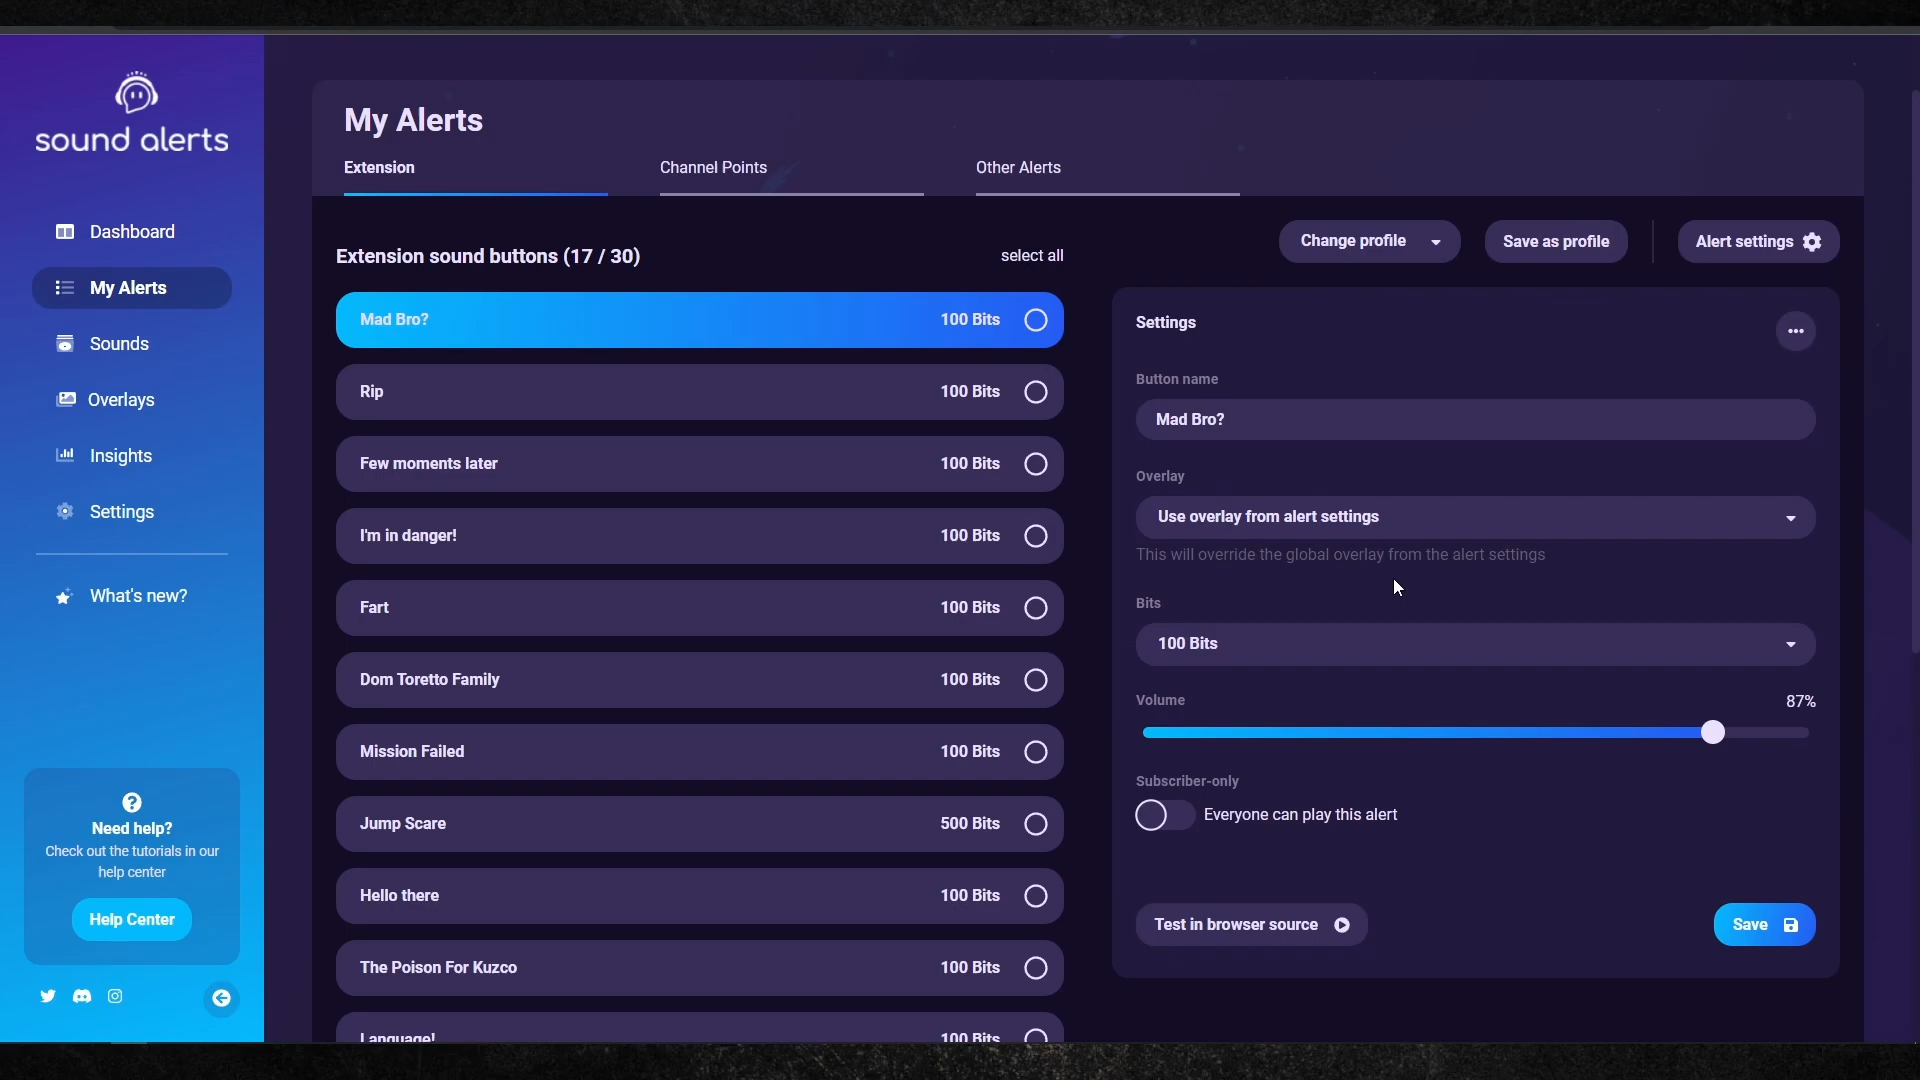 sound alerts
Dashboard
My Alerts
Sounds
Overlays
Insights
Settings
What's new?
Need help?
Check out the tutorials in our
help center
Help Center
My Alerts
Extension
Channel Points
Other Alerts
Extension sound buttons (17 / 30)
select all
Change profile
Save as profile
Alert settings
Mad Bro? 100 Bits
Rip 100 Bits
Few moments later 100 Bits
I'm in danger! 100 Bits
Fart 100 Bits
Dom Toretto Family 100 Bits
Mission Failed 100 Bits
Jump Scare 500 Bits
Hello there 100 Bits
The Poison For Kuzco 100 Bits
Language! 100 Bits
Settings
Button name
Mad Bro?
Overlay
Use overlay from alert settings
This will override the global overlay from the alert settings
Bits
100 Bits
Volume 87%
Subscriber-only
Everyone can play this alert
Test in browser source
Save